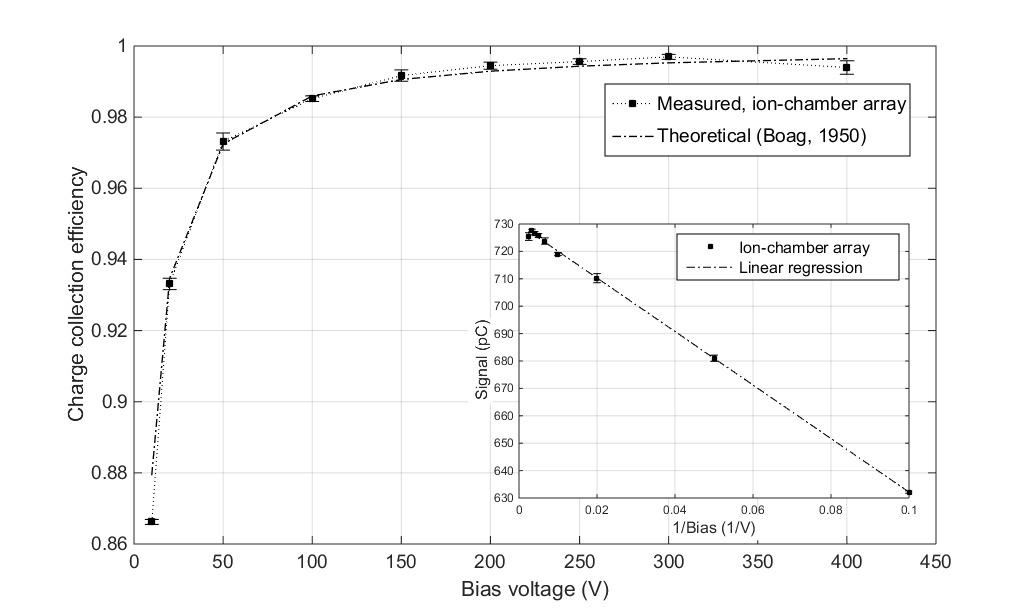 1
0.98
0.96
0.94
0.92
0.9
0.88
0.86
Charge collection efficiency
0 50 100 150 200 250 300 350 400 450
Bias voltage (V)
Measured, ion-chamber array
Theoretical (Boag, 1950)
730
720
710
700
690
680
670
660
650
640
630
Signal (pC)
0 0.02 0.04 0.06 0.08 0.1
1/Bias (1/V)
Ion-chamber array
Linear regression